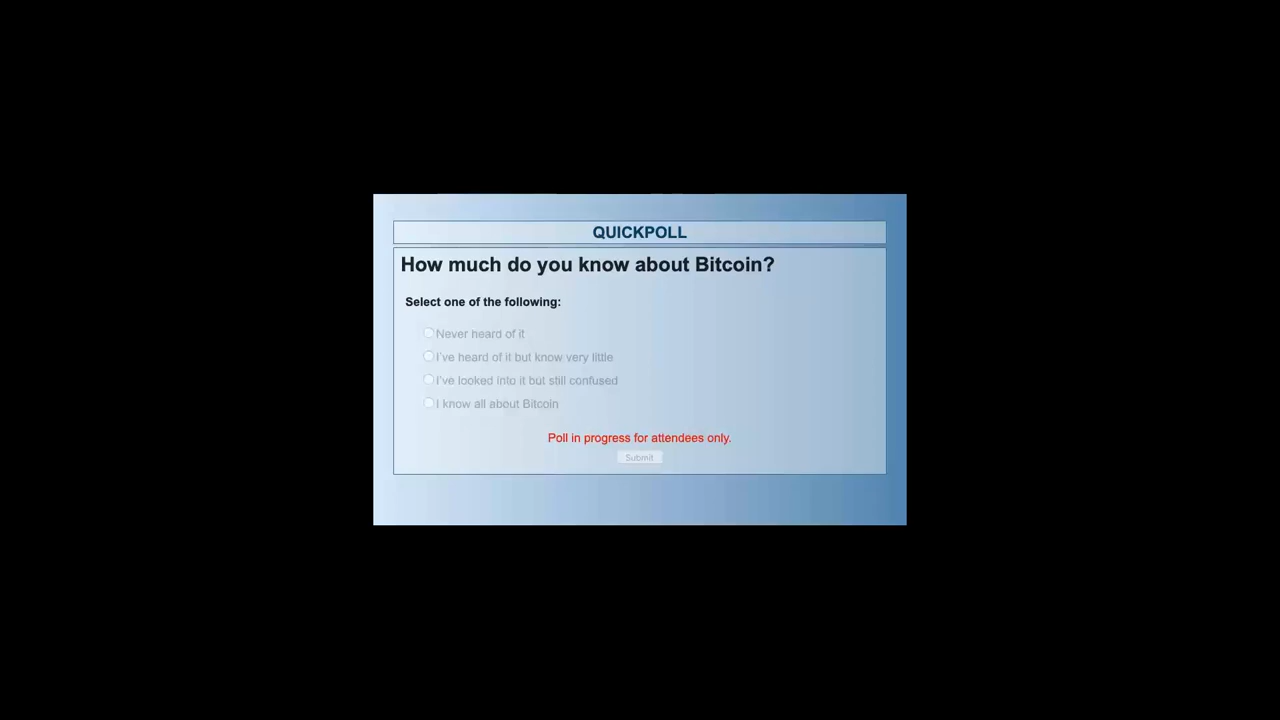 QUICKPOLL
How much do you know about Bitcoin?
Select one of the following:
Never heard of it
I've heard of it but know very little
I've looked into it but still confused
I know all about Bitcoin
Poll in progress for attendees only.
Submit